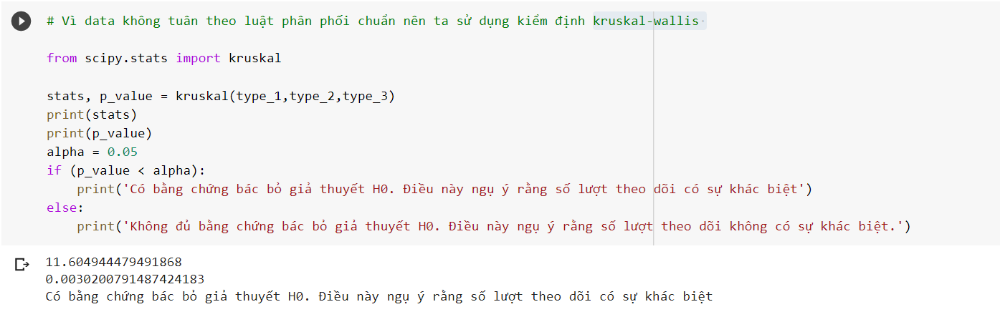 # Vì data không tuân theo luật phân phối chuẩn nên ta sử dụng kiểm định kruskal-wallis
from scipy.stats import kruskal
stats, p_value = kruskal(type_1,type_2,type_3)
print(stats)
print(p_value)
alpha = 0.05
if (p_value < alpha):
    print('Có bằng chứng bác bỏ giả thuyết H0. Điều này ngụ ý rằng số lượt theo dõi có sự khác biệt')
else:
    print('Không đủ bằng chứng bác bỏ giả thuyết H0. Điều này ngụ ý rằng số lượt theo dõi không có sự khác biệt.')
11.604944479491868
0.0030200791487424183
Có bằng chứng bác bỏ giả thuyết H0. Điều này ngụ ý rằng số lượt theo dõi có sự khác biệt